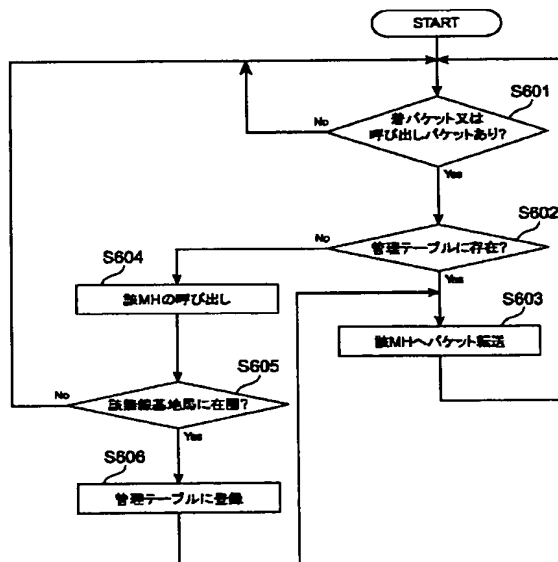 START
S601
着パケット又は
呼び出しパケットあり?
No
Yes
S602
管理テーブルに存在?
No
Yes
S604
該MHの呼び出し
S603
該MHへパケット転送
S605
該無線基地局に在圏?
No
Yes
S606
管理テーブルに登録